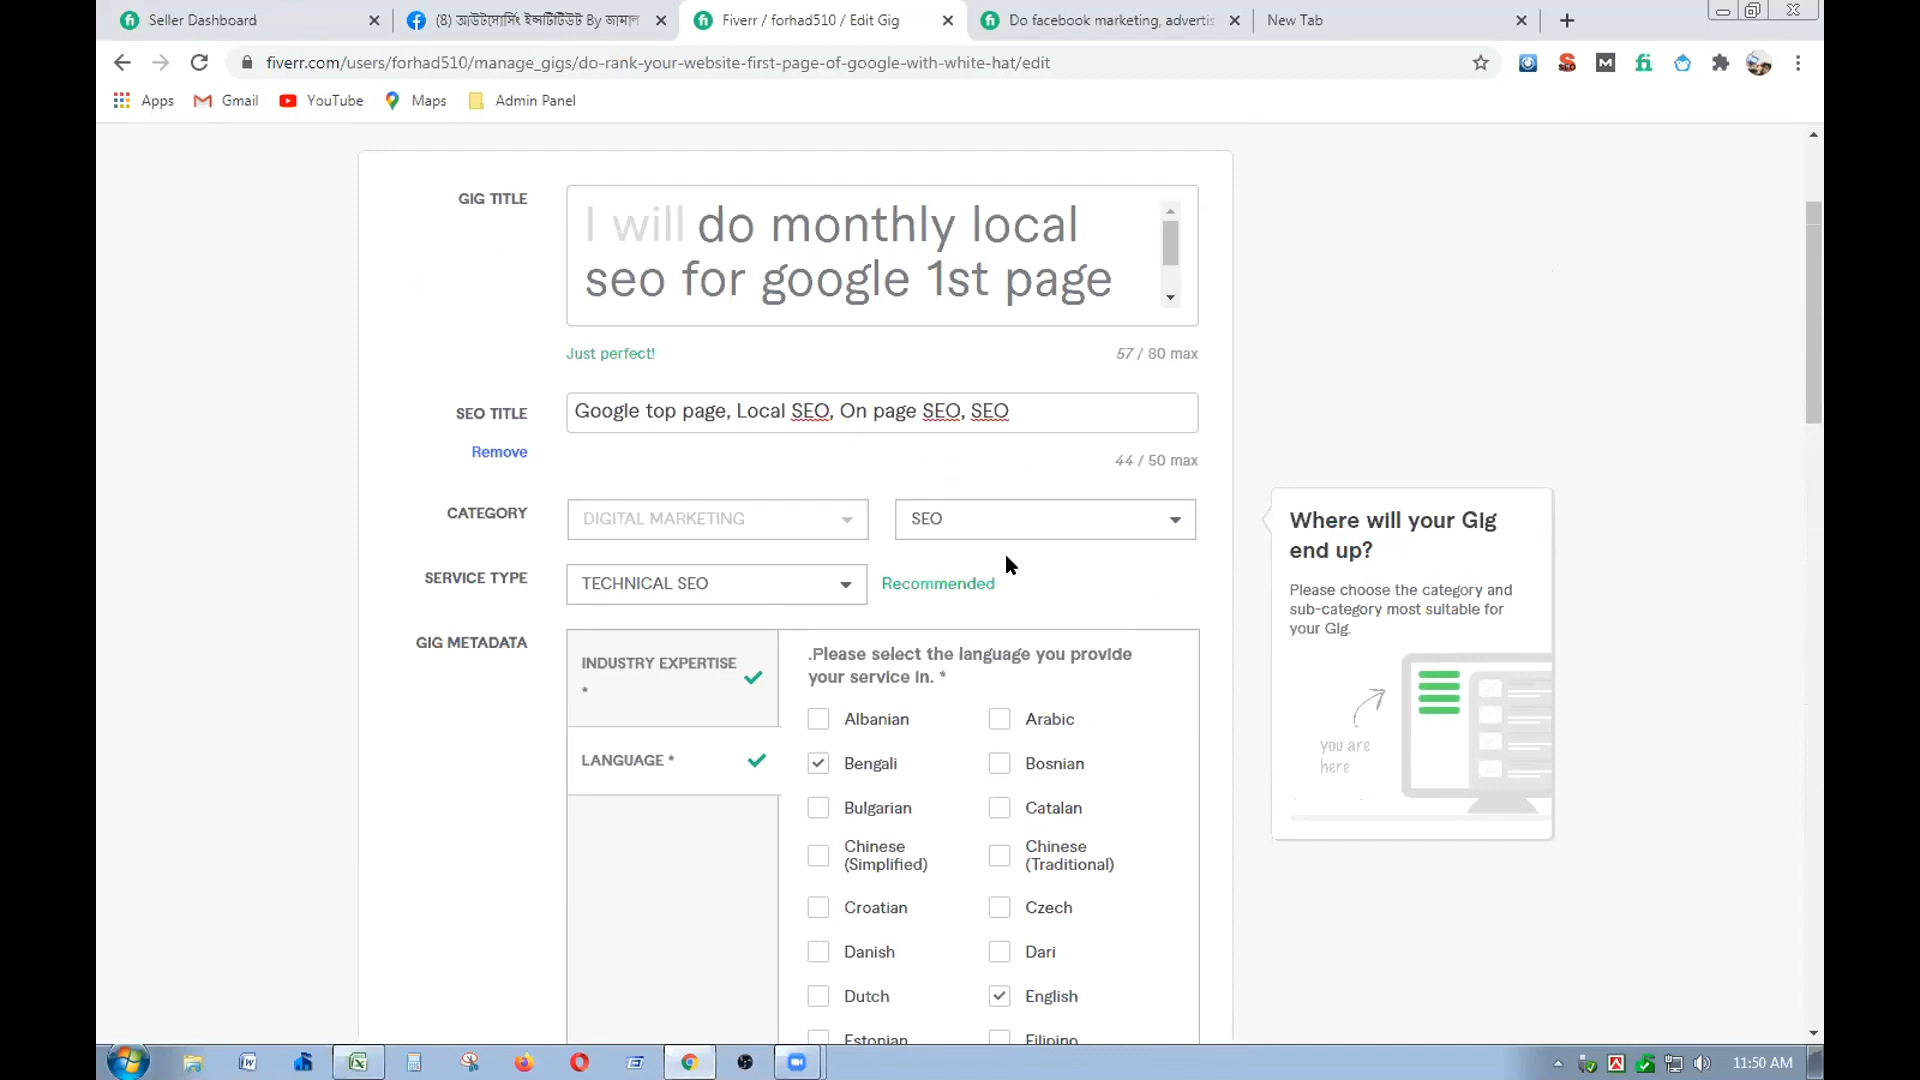 Seller Dashboard
(8) আউটসোর্সিং ইন্সটিটিউট By জামাল
Fiverr / forhad510 / Edit Gig
Do facebook marketing, advertis
New Tab
fiverr.com/users/forhad510/manage_gigs/do-rank-your-website-first-page-of-google-with-white-hat/edit
Apps
Gmail
YouTube
Maps
Admin Panel
GIG TITLE
I will do monthly local
seo for google 1st page
Just perfect!
57 / 80 max
SEO TITLE
Google top page, Local SEO, On page SEO, SEO
Remove
44 / 50 max
CATEGORY
DIGITAL MARKETING
SEO
SERVICE TYPE
TECHNICAL SEO
Recommended
GIG METADATA
INDUSTRY EXPERTISE
*
LANGUAGE *
.Please select the language you provide
your service in. *
Albanian
Arabic
Bengali
Bosnian
Bulgarian
Catalan
Chinese
(Simplified)
Chinese
(Traditional)
Croatian
Czech
Danish
Dari
Dutch
English
Estonian
Filipino
Where will your Gig
end up?
Please choose the category and
sub-category most suitable for
your Gig.
you are
here
11:50 AM